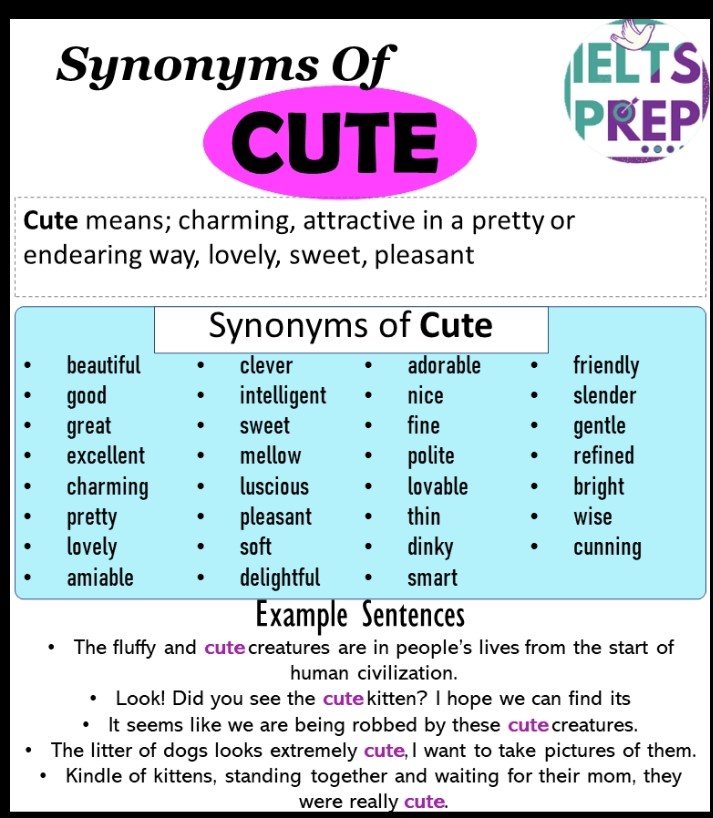 Synonyms Of
CUTE
IELTS
PREP
Cute means; charming, attractive in a pretty or
endearing way, lovely, sweet, pleasant
Synonyms of Cute
• beautiful • clever • adorable • friendly
• good • intelligent • nice • slender
• great • sweet • fine • gentle
• excellent • mellow • polite • refined
• charming • luscious • lovable • bright
• pretty • pleasant • thin • wise
• lovely • soft • dinky • cunning
• amiable • delightful • smart
Example Sentences
• The fluffy and cute creatures are in people's lives from the start of
human civilization.
• Look! Did you see the cute kitten? I hope we can find its
• It seems like we are being robbed by these cute creatures.
• The litter of dogs looks extremely cute, I want to take pictures of them.
• Kindle of kittens, standing together and waiting for their mom, they
were really cute.